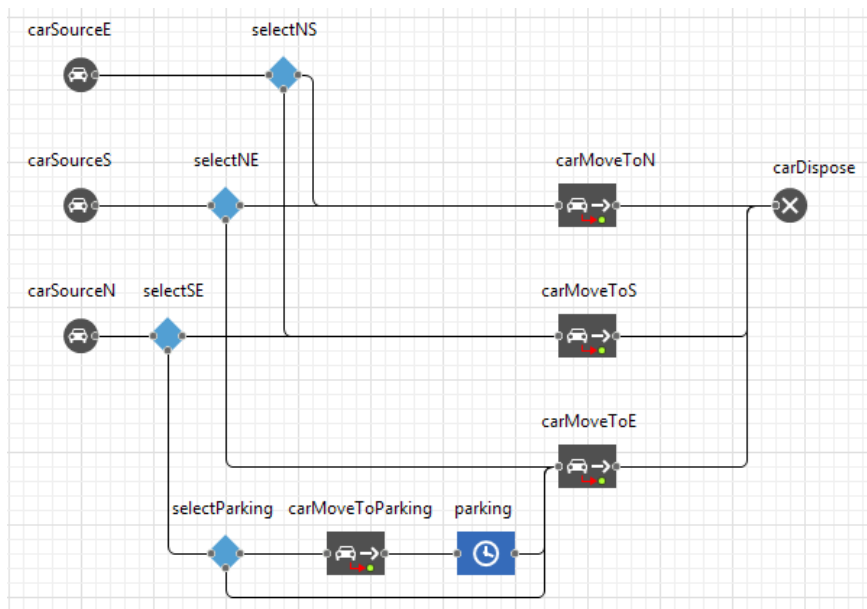 carSourceE
selectNS
carSourceS
selectNE
carMoveToN
carDispose
carSourceN
selectSE
carMoveToS
carMoveToE
selectParking
carMoveToParking
parking